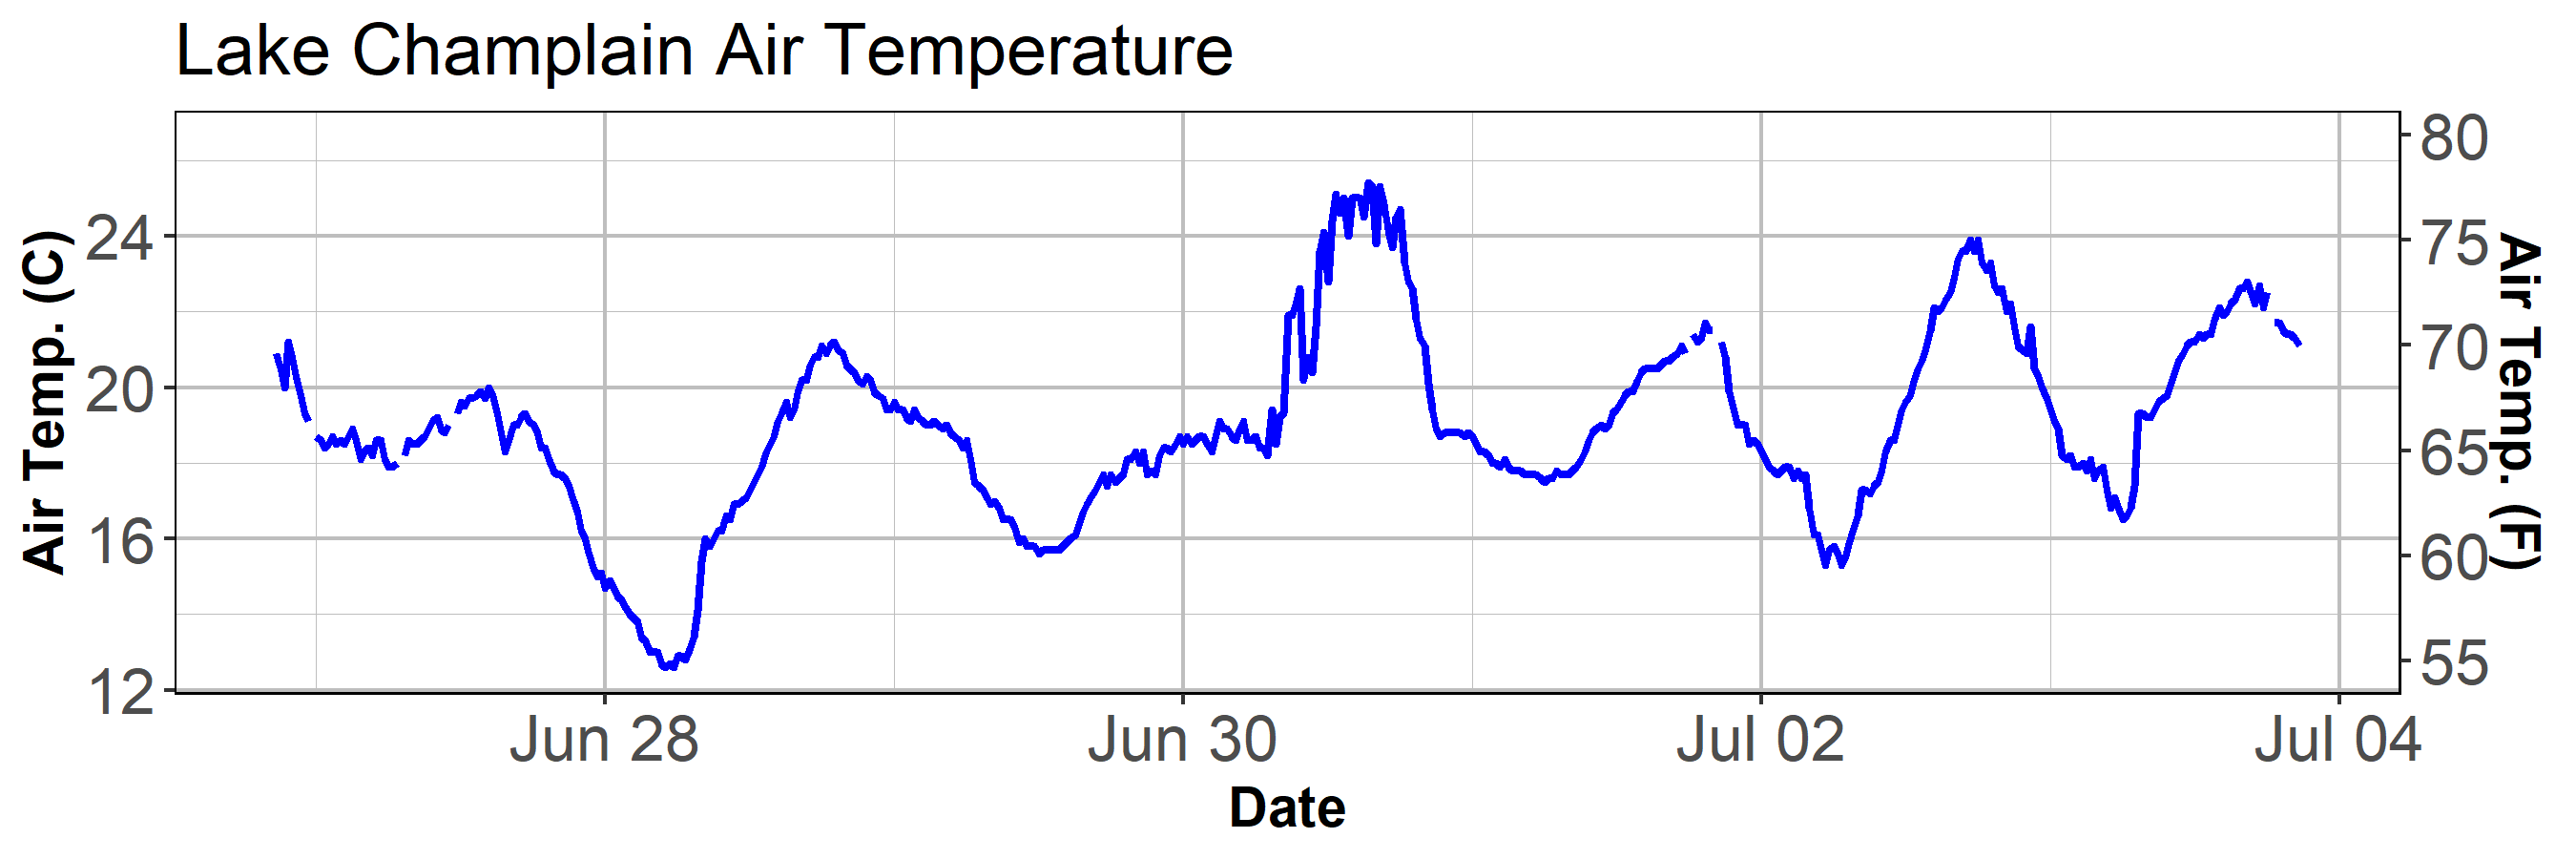 Lake Champlain Air Temperature
Air Temp. (C)
24
20
16
12
80
75
70
65
60
55
Air Temp. (F)
Jun 28
Jun 30
Jul 02
Jul 04
Date